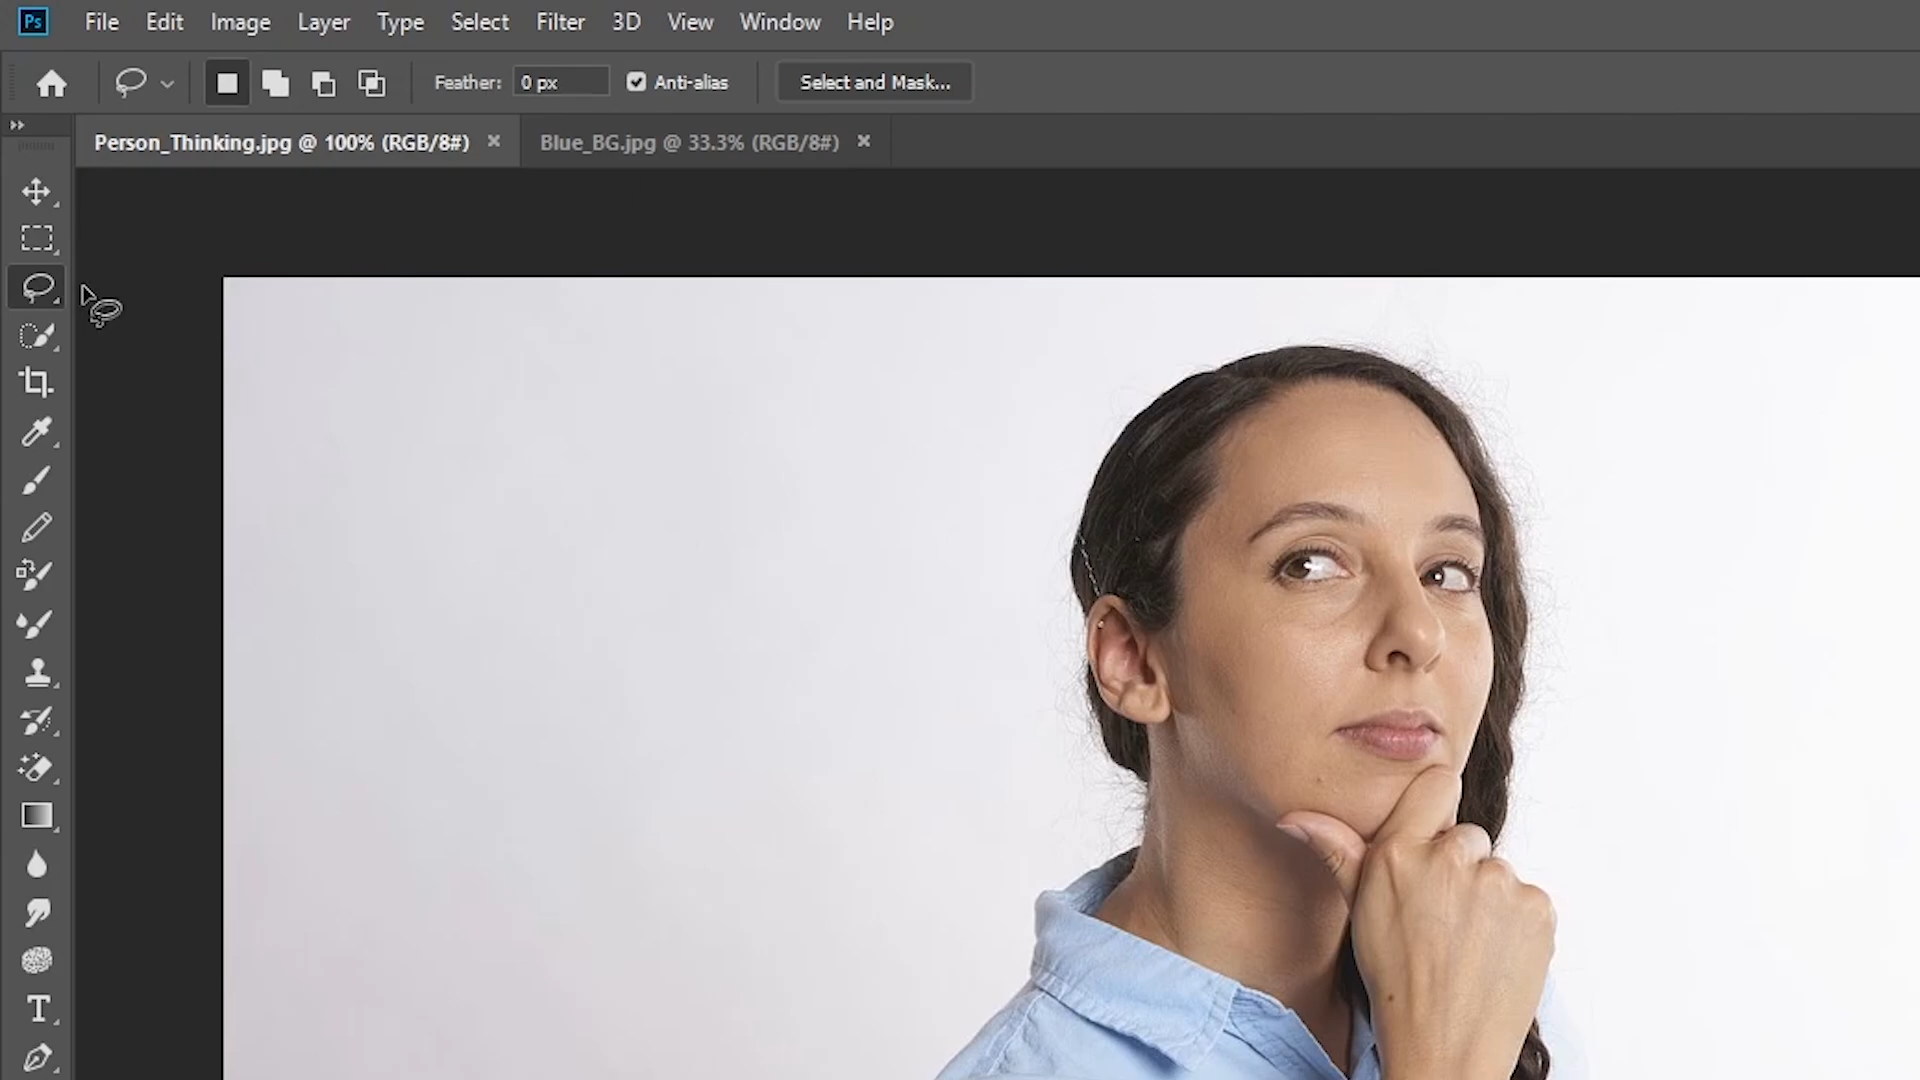 Ps File Edit Image Layer Type Select Filter 3D View Window Help
Feather: 0 px Anti-alias Select and Mask...
Person_Thinking.jpg @ 100% (RGB/8#) × Blue_BG.jpg @ 33.3% (RGB/8#) ×